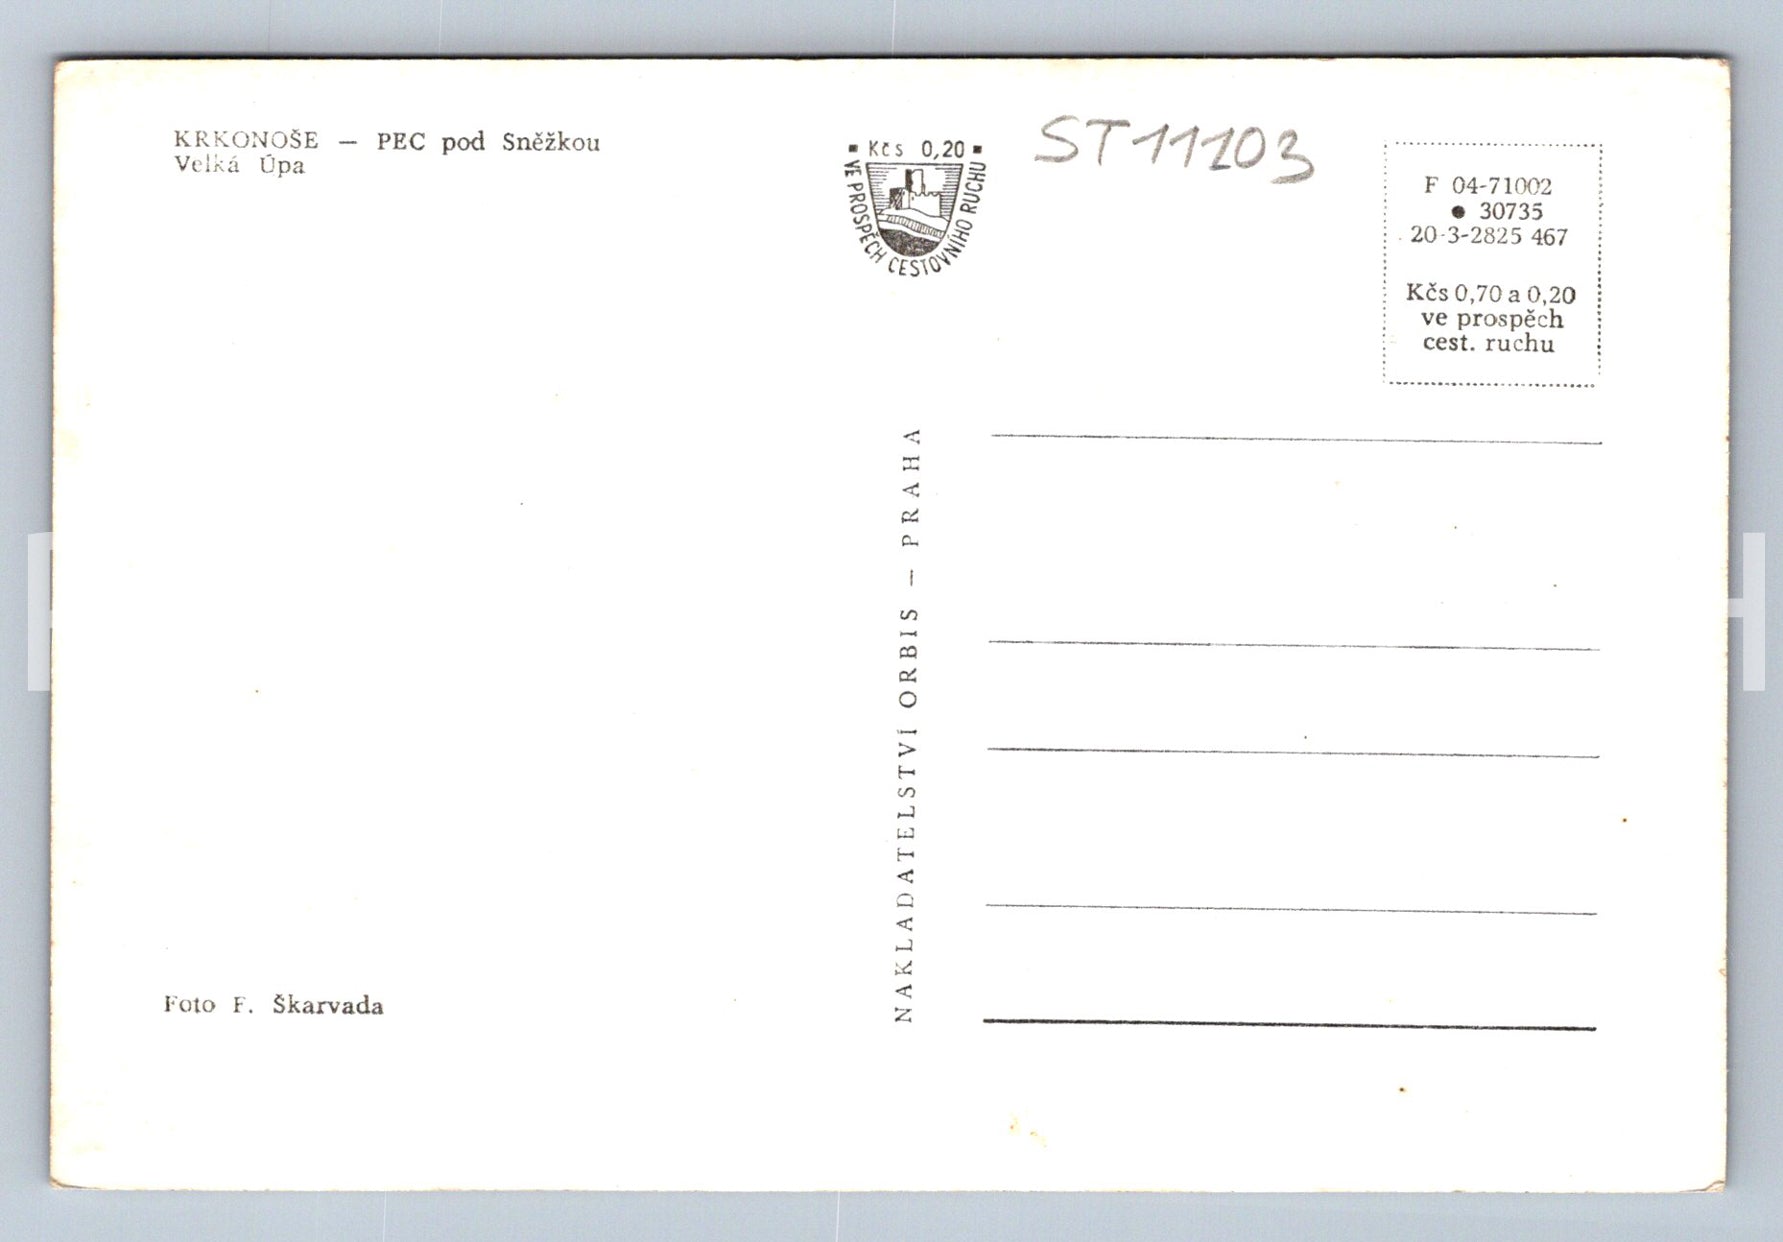 KRKONOŠE — PEC pod Sněžkou
Velká Úpa
Kčs 0,20
VE PROSPĚCH CESTOVNÍHO RUCHU
ST11103
F 04-71002
● 30735
20-3-2825 467
Kčs 0,70 a 0,20
ve prospěch
cest. ruchu
NAKLADATELSTVÍ ORBIS — PRAHA
Foto F. Škarvada